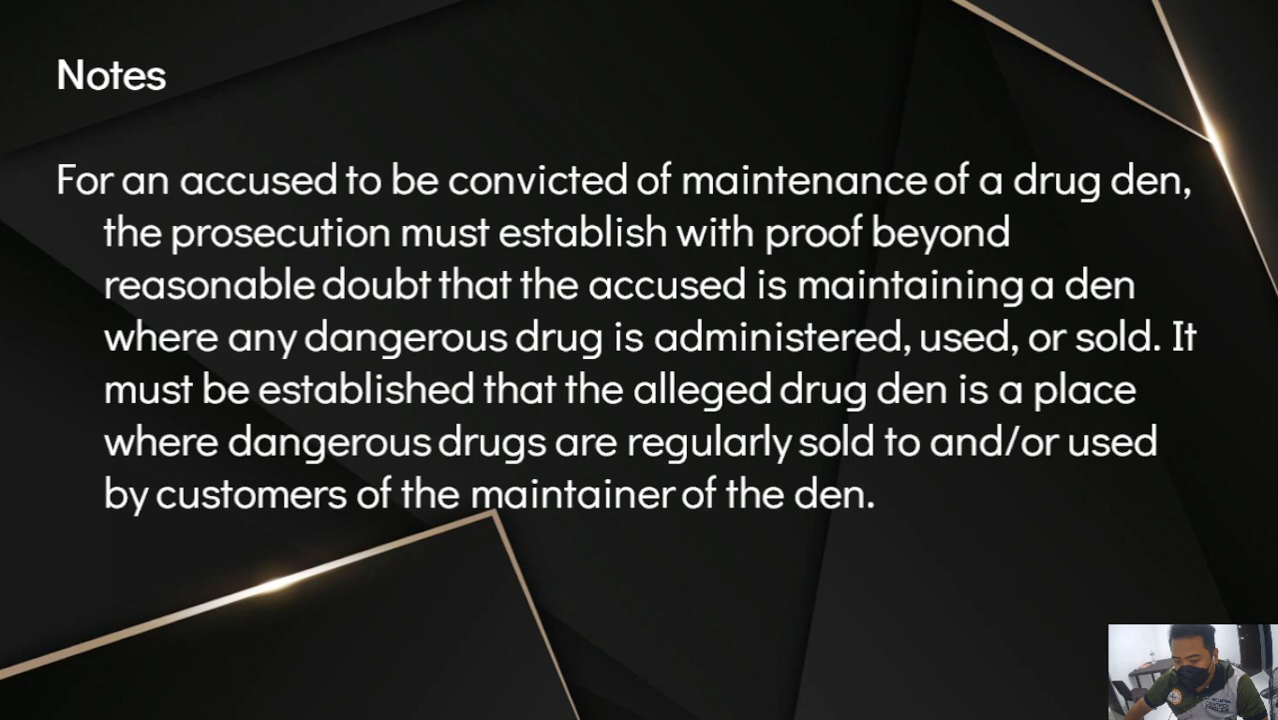 Notes
For an accused to be convicted of maintenance of a drug den,
the prosecution must establish with proof beyond
reasonable doubt that the accused is maintaining a den
where any dangerous drug is administered, used, or sold. It
must be established that the alleged drug den is a place
where dangerous drugs are regularly sold to and/or used
by customers of the maintainer of the den.